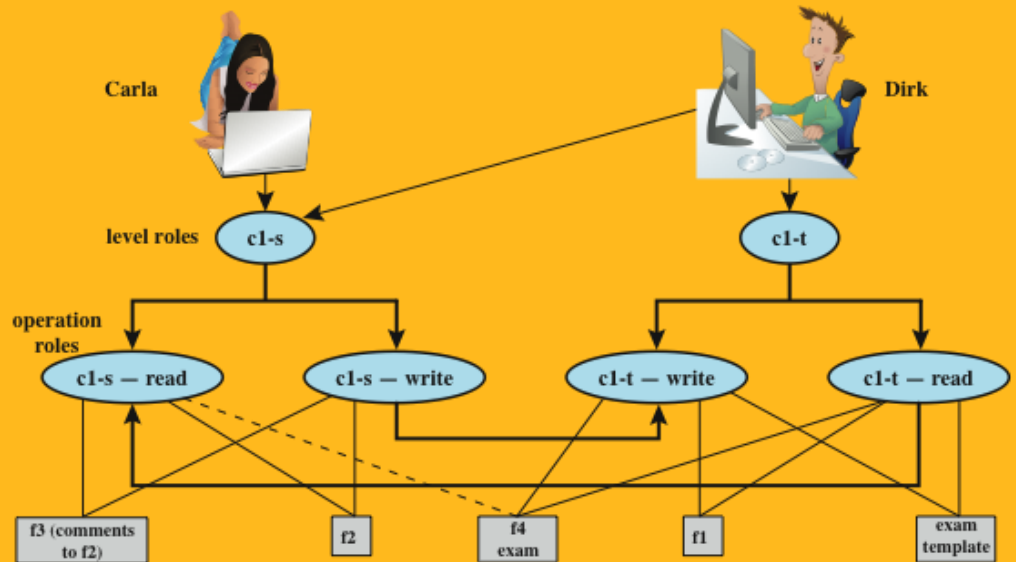 Carla
Dirk
level roles
c1-s
c1-t
operation
roles
c1-s — read
c1-s — write
c1-t — write
c1-t — read
f3 (comments
to f2)
f2
f4
exam
f1
exam
template